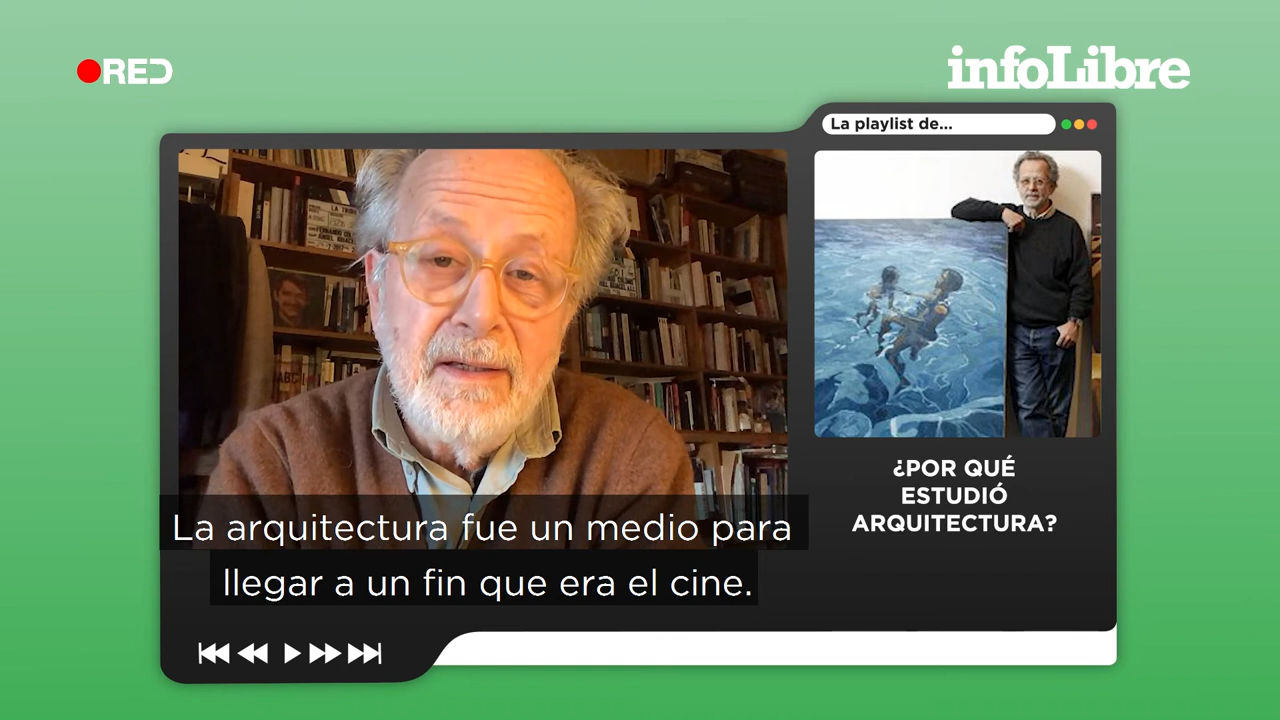 RED
infoLibre
La playlist de...
¿POR QUÉ
ESTUDIÓ
ARQUITECTURA?
La arquitectura fue un medio para
llegar a un fin que era el cine.